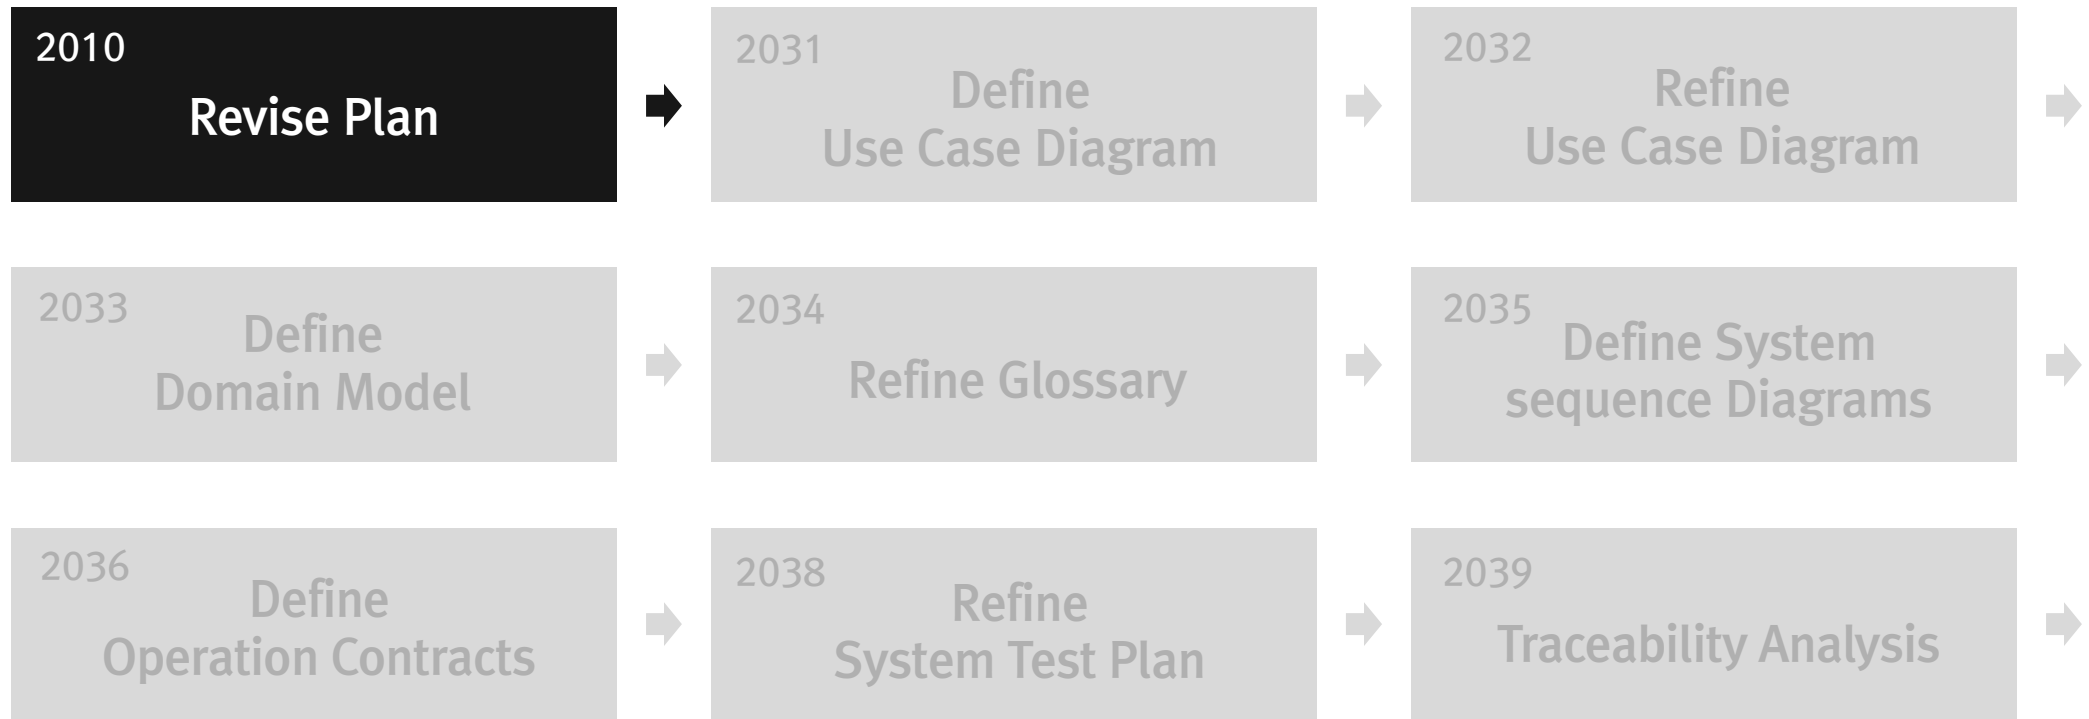 2010
Revise Plan
2031
Define
Use Case Diagram
2032
Refine
Use Case Diagram
2033
Define
Domain Model
2034
Refine Glossary
2035
Define System
sequence Diagrams
2036
Define
Operation Contracts
2038
Refine
System Test Plan
2039
Traceability Analysis